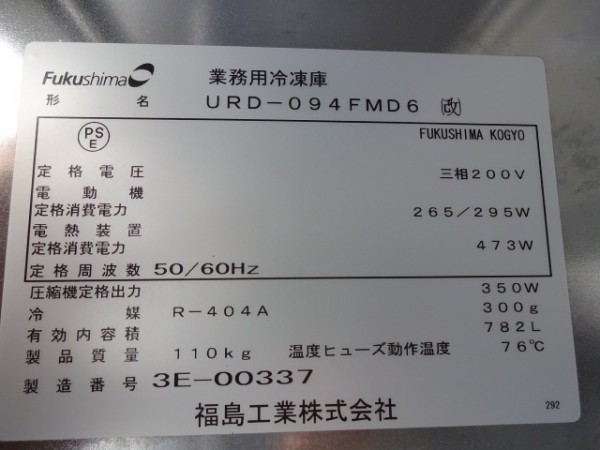 Fukushima
業務用冷凍庫
形名 URD-094FMD6 改
PS E
FUKUSHIMA KOGYO
定格電圧 三相200V
電動機
定格消費電力 265/295W
電熱装置
定格消費電力 473W
定格周波数 50/60Hz
圧縮機定格出力 350W
冷媒 R-404A 300g
有効内容積 782L
製品質量 110kg 温度ヒューズ動作温度 76℃
製造番号 3E-00337
福島工業株式会社
292